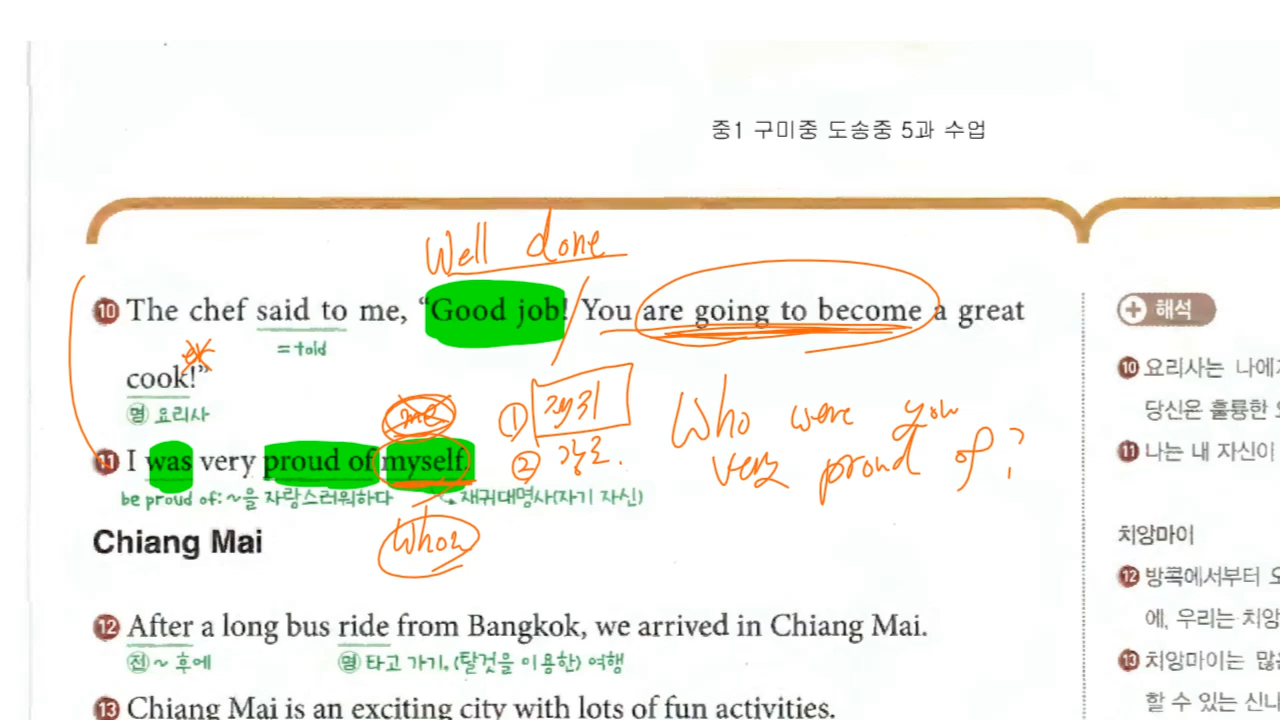 중1 구미중 도송중 5과 수업
Well done
⑩ The chef said to me, “Good job! You are going to become a great
= told
er
cook!”
명 요리사
me
① 재귀
② 강조.
Who were you
very proud of?
⑪ I was very proud of myself.
be proud of: ~을 자랑스러워하다
재귀대명사(자기 자신)
Whom
Chiang Mai
⑫ After a long bus ride from Bangkok, we arrived in Chiang Mai.
전 ~ 후에
명 타고 가기, (탈것을 이용한) 여행
⑬ Chiang Mai is an exciting city with lots of fun activities.
+ 해석
⑩ 요리사는 나에게
당신은 훌륭한
⑪ 나는 내 자신이
치앙마이
⑫ 방콕에서부터
에, 우리는 치앙
⑬ 치앙마이는 많은
할 수 있는 신나